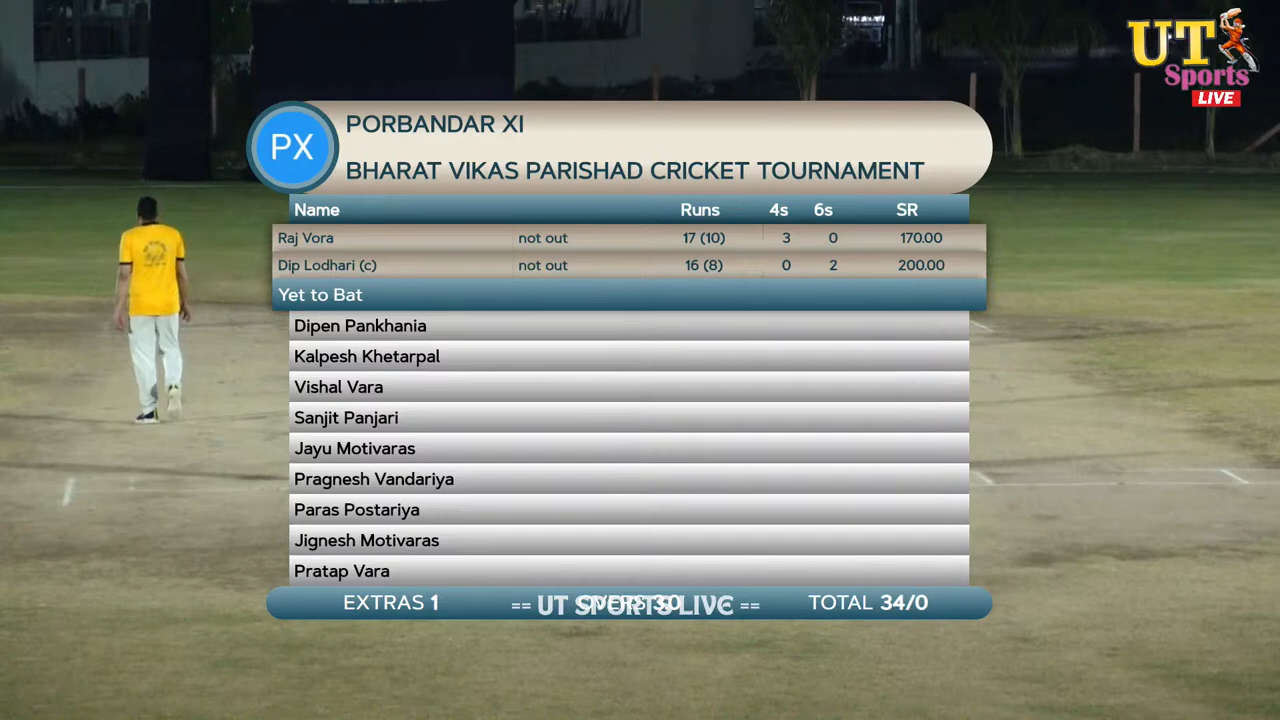 UT
Sports
LIVE
PX
PORBANDAR XI
BHARAT VIKAS PARISHAD CRICKET TOURNAMENT
Name Runs 4s 6s SR
Raj Vora not out 17 (10) 3 0 170.00
Dip Lodhari (c) not out 16 (8) 0 2 200.00
Yet to Bat
Dipen Pankhania
Kalpesh Khetarpal
Vishal Vara
Sanjit Panjari
Jayu Motivaras
Pragnesh Vandariya
Paras Postariya
Jignesh Motivaras
Pratap Vara
EXTRAS 1 == UT SPORTS LIVE == TOTAL 34/0